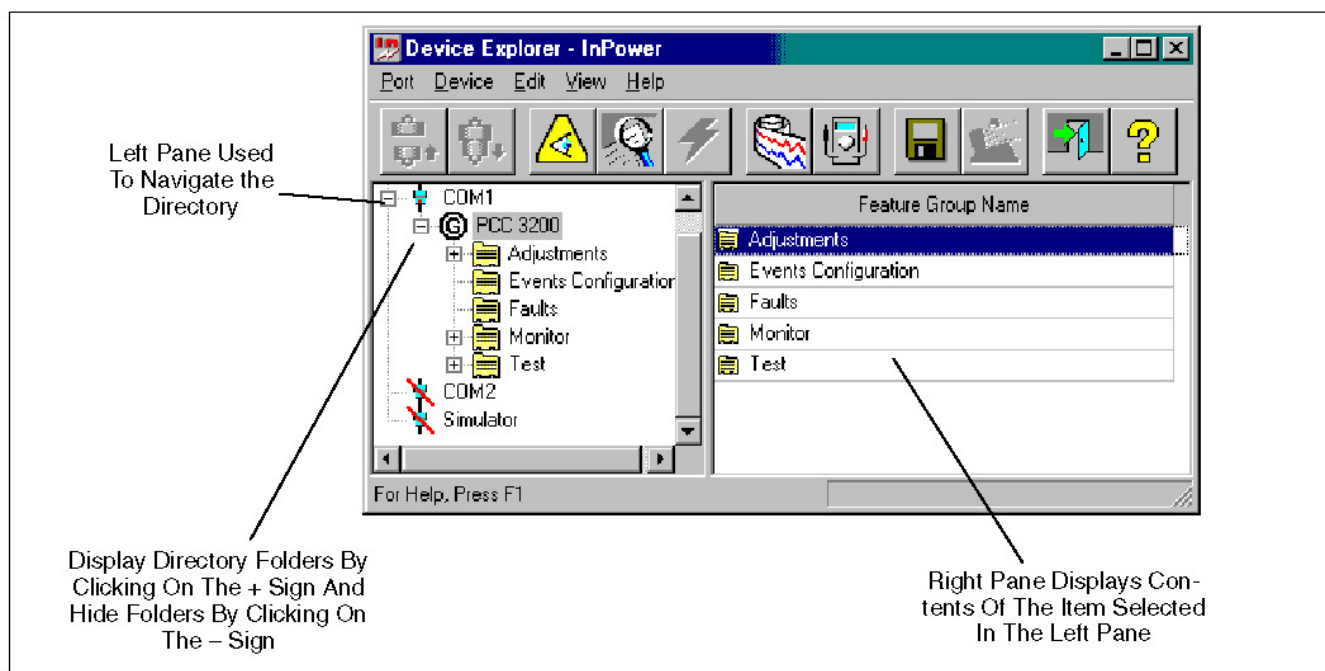 Device Explorer - InPower
Port Device Edit View Help
Left Pane Used
To Navigate the
Directory
COM1
PCC 3200
Adjustments
Events Configuration
Faults
Monitor
Test
COM2
Simulator
Feature Group Name
Adjustments
Events Configuration
Faults
Monitor
Test
For Help, Press F1
Display Directory Folders By
Clicking On The + Sign And
Hide Folders By Clicking On
The – Sign
Right Pane Displays Con-
tents Of The Item Selected
In The Left Pane